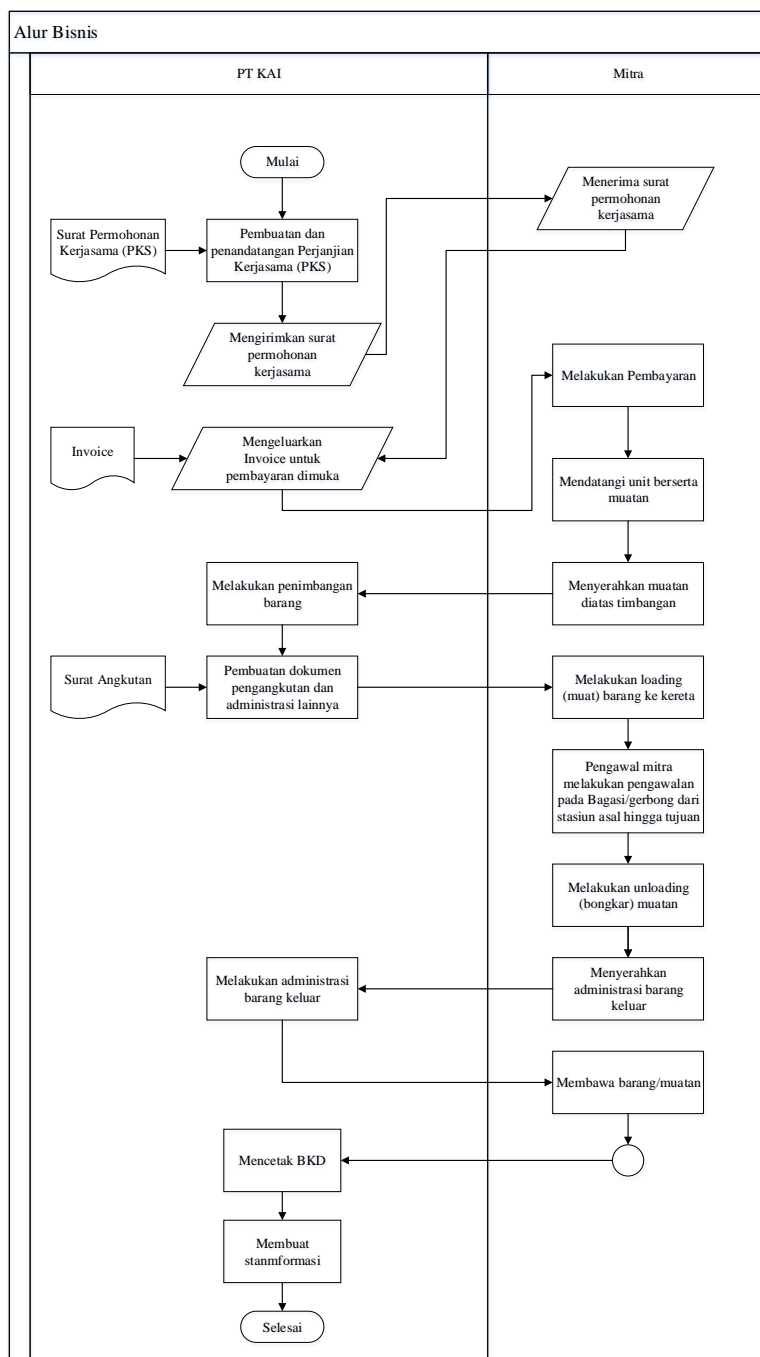 Alur Bisnis
PT KAI
Mitra
Mulai
Menerima surat
permohonan
kerjasama
Surat Permohonan
Kerjasama (PKS)
Pembuatan dan
penandatangan Perjanjian
Kerjasama (PKS)
Mengirimkan surat
permohonan
kerjasama
Melakukan Pembayaran
Invoice
Mengeluarkan
Invoice untuk
pembayaran dimuka
Mendatangi unit berserta
muatan
Melakukan penimbangan
barang
Menyerahkan muatan
diatas timbangan
Surat Angkutan
Pembuatan dokumen
pengangkutan dan
administrasi lainnya
Melakukan loading
(muat) barang ke kereta
Pengawal mitra
melakukan pengawalan
pada Bagasi/gerbong dari
stasiun asal hingga tujuan
Melakukan unloading
(bongkar) muatan
Melakukan administrasi
barang keluar
Menyerahkan
administrasi barang
keluar
Membawa barang/muatan
Mencetak BKD
Membuat
stanmformasi
Selesai